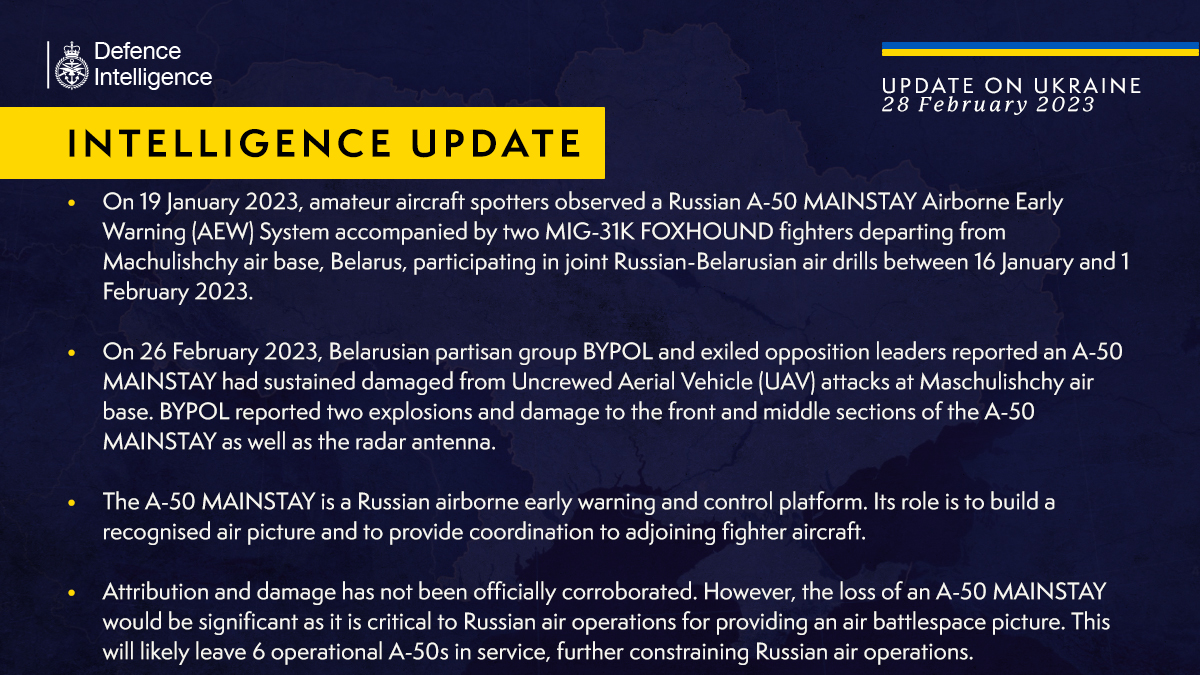 Defence
Intelligence
UPDATE ON UKRAINE
28 February 2023
INTELLIGENCE UPDATE
• On 19 January 2023, amateur aircraft spotters observed a Russian A-50 MAINSTAY Airborne Early
Warning (AEW) System accompanied by two MIG-31K FOXHOUND fighters departing from
Machulishchy air base, Belarus, participating in joint Russian-Belarusian air drills between 16 January and 1
February 2023.
• On 26 February 2023, Belarusian partisan group BYPOL and exiled opposition leaders reported an A-50
MAINSTAY had sustained damaged from Uncrewed Aerial Vehicle (UAV) attacks at Maschulishchy air
base. BYPOL reported two explosions and damage to the front and middle sections of the A-50
MAINSTAY as well as the radar antenna.
• The A-50 MAINSTAY is a Russian airborne early warning and control platform. Its role is to build a
recognised air picture and to provide coordination to adjoining fighter aircraft.
• Attribution and damage has not been officially corroborated. However, the loss of an A-50 MAINSTAY
would be significant as it is critical to Russian air operations for providing an air battlespace picture. This
will likely leave 6 operational A-50s in service, further constraining Russian air operations.